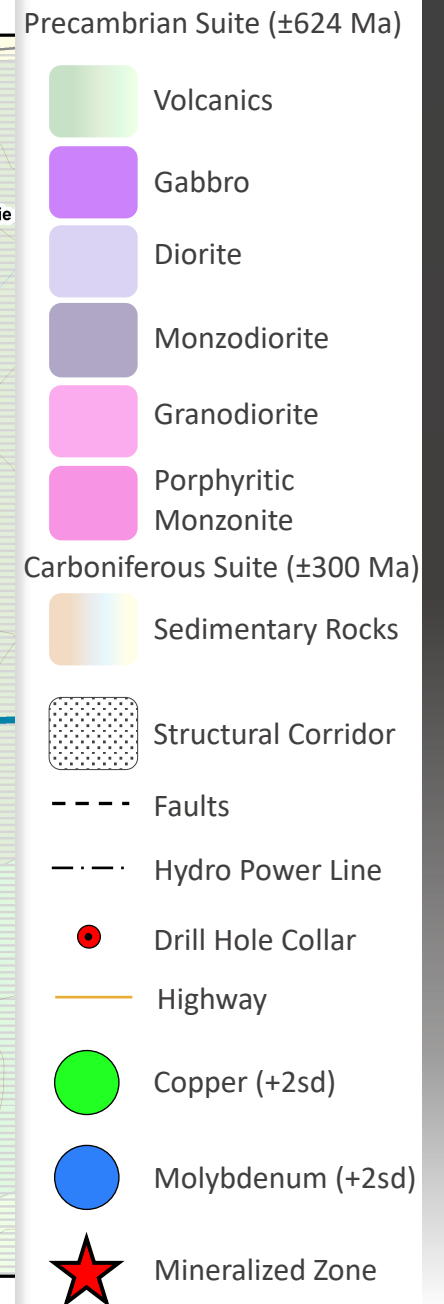 Precambrian Suite (±624 Ma)
Volcanics
ie
Gabbro
Diorite
Monzodiorite
Granodiorite
Porphyritic
Monzonite
Carboniferous Suite (±300 Ma)
Sedimentary Rocks
Structural Corridor
Faults
Hydro Power Line
Drill Hole Collar
Highway
Copper (+2sd)
Molybdenum (+2sd)
Mineralized Zone